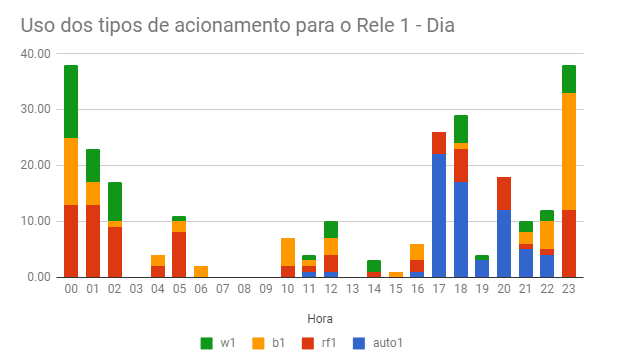 Uso dos tipos de acionamento para o Rele 1 - Dia
40.00
30.00
20.00
10.00
0.00
00 01 02 03 04 05 06 07 08 09 10 11 12 13 14 15 16 17 18 19 20 21 22 23
Hora
w1 b1 rf1 auto1